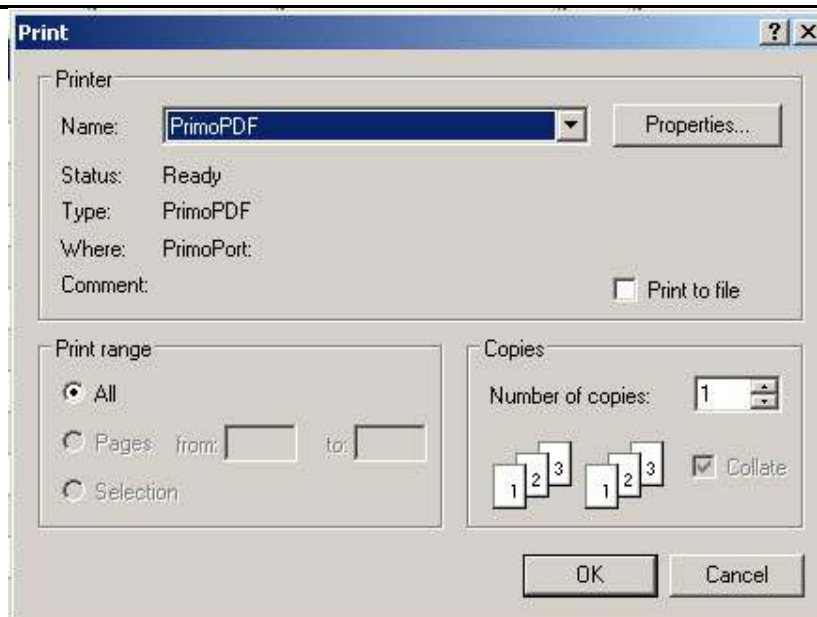 Print
Printer
Name: PrimoPDF Properties...
Status: Ready
Type: PrimoPDF
Where: PrimoPort:
Comment:
Print to file
Print range
All
Pages from: to:
Selection
Copies
Number of copies: 1
1 2 3 1 2 3 Collate
OK Cancel